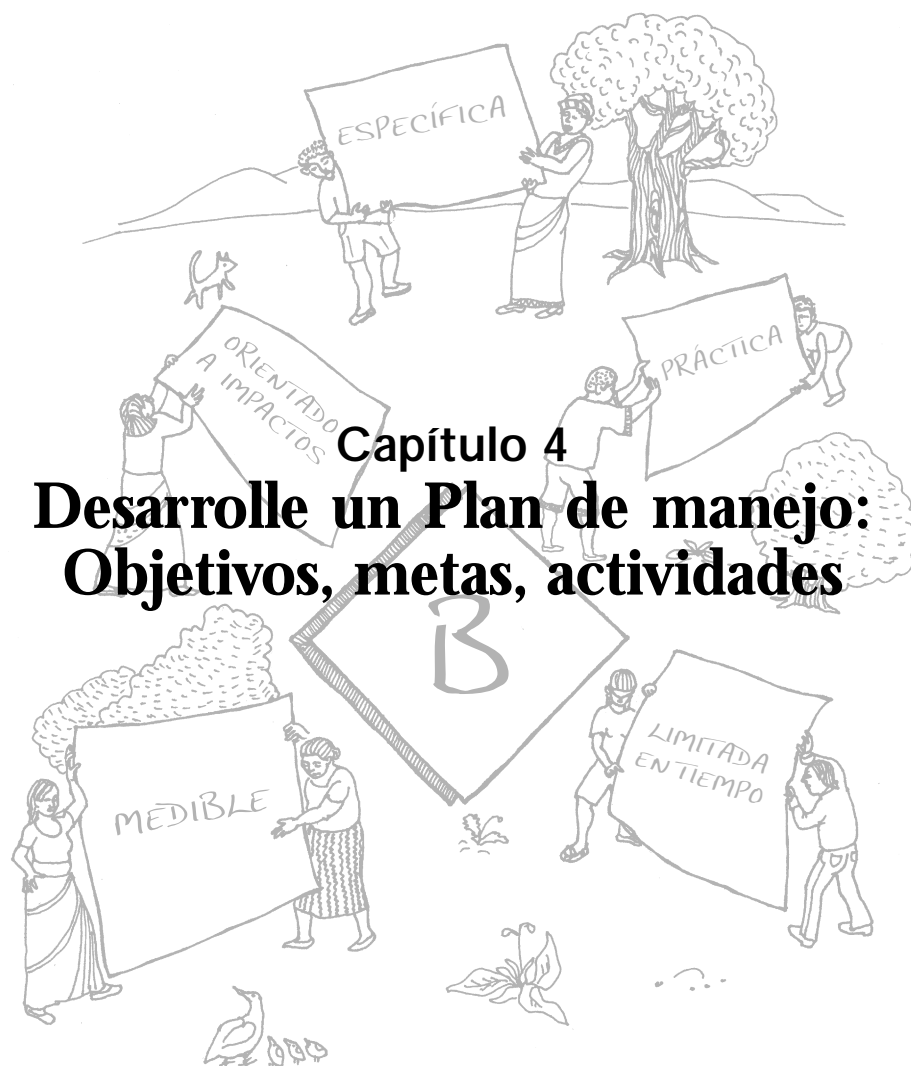 ESPECÍFICA
PRÁCTICA
ORIENTADO
A IMPACTOS
Capítulo 4
Desarrolle un Plan de manejo:
Objetivos, metas, actividades
B
MEDIBLE
LIMITADA
EN TIEMPO